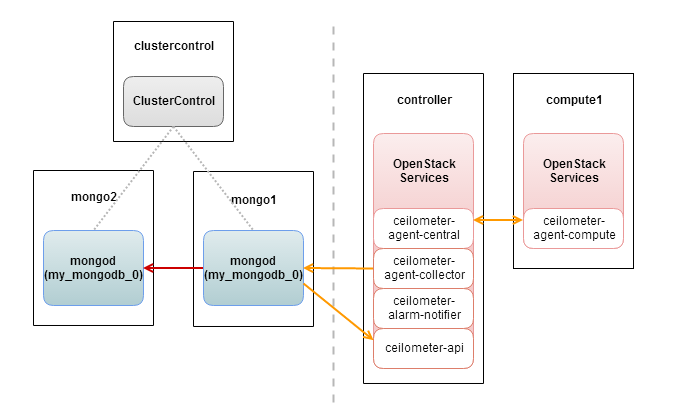 clustercontrol
ClusterControl
mongo2
mongod
(my_mongodb_0)
mongo1
mongod
(my_mongodb_0)
controller
OpenStack
Services
ceilometer-
agent-central
ceilometer-
agent-collector
ceilometer-
alarm-notifier
ceilometer-api
compute1
OpenStack
Services
ceilometer-
agent-compute